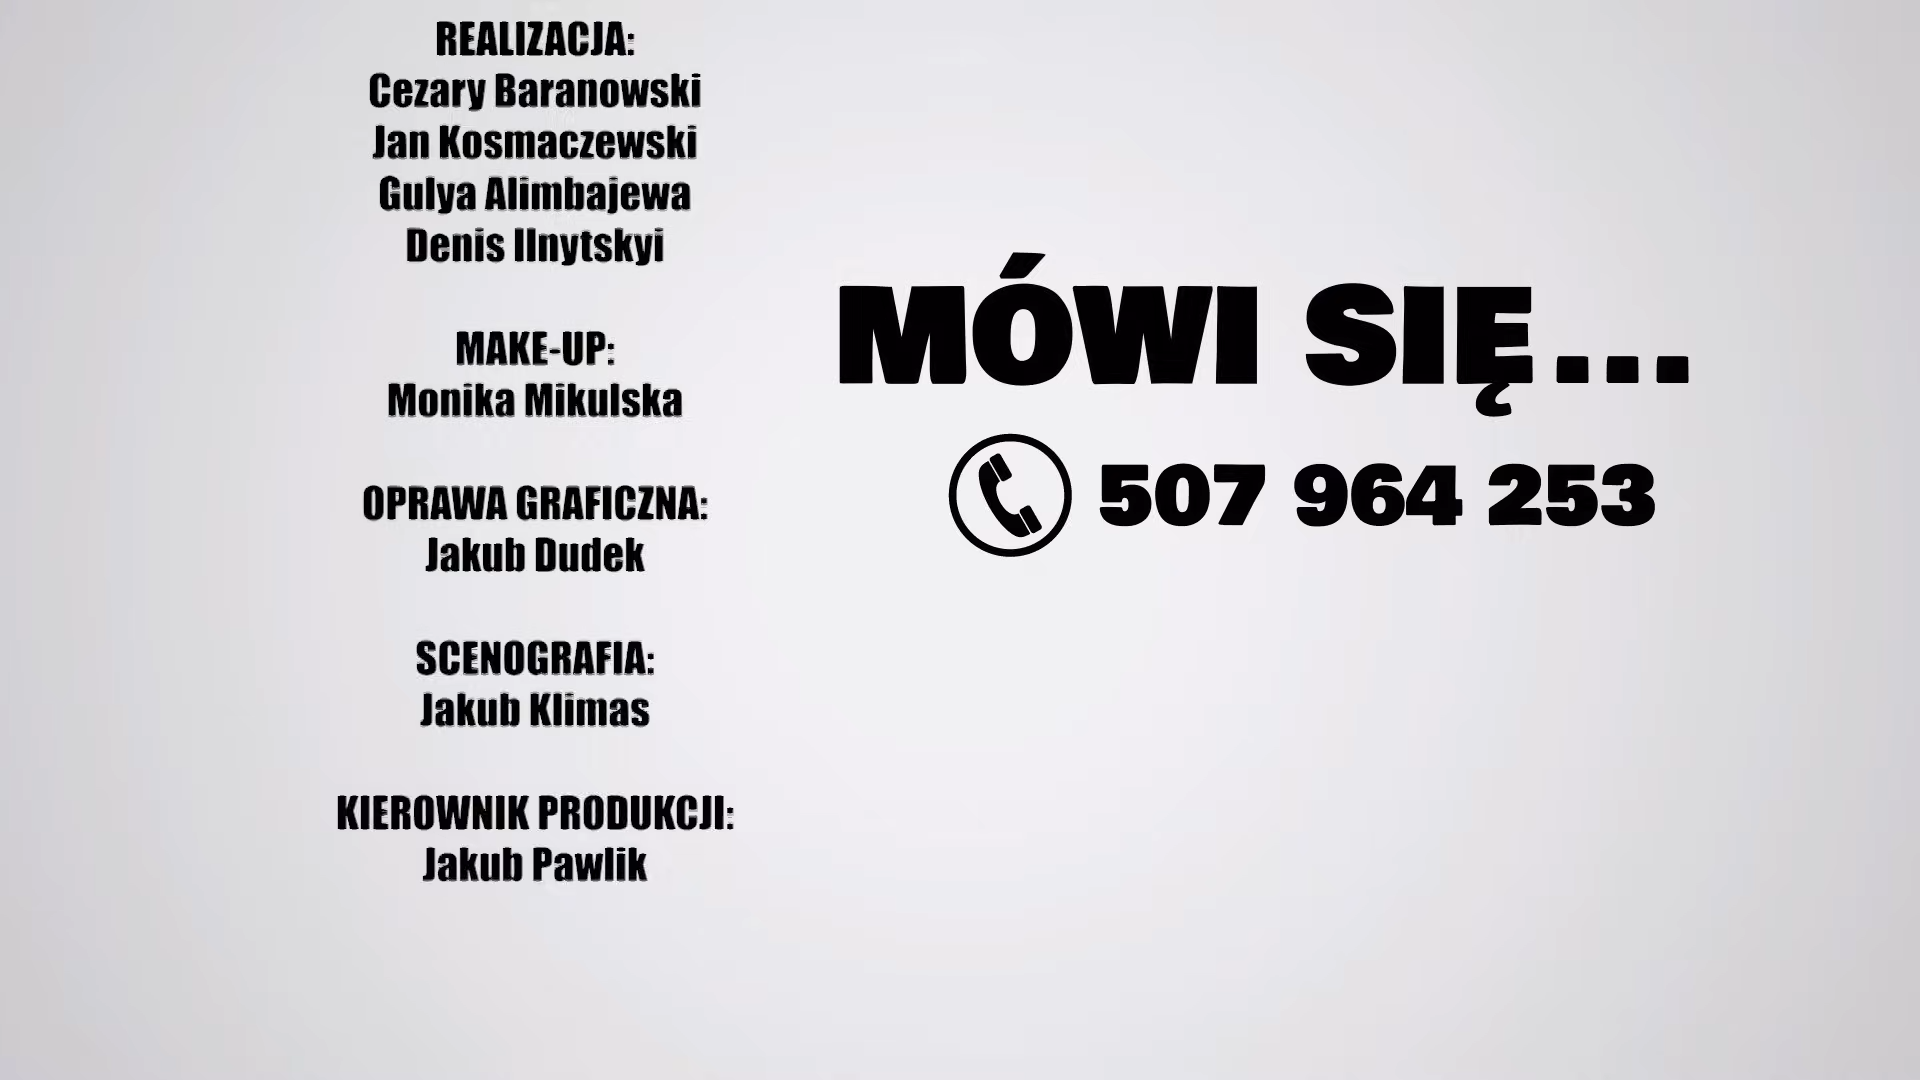 REALIZACJA:
Cezary Baranowski
Jan Kosmaczewski
Gulya Alimbajewa
Denis Ilnytskyi
MAKE-UP:
Monika Mikulska
OPRAWA GRAFICZNA:
Jakub Dudek
SCENOGRAFIA:
Jakub Klimas
KIEROWNIK PRODUKCJI:
Jakub Pawlik
MÓWI SIĘ...
507 964 253